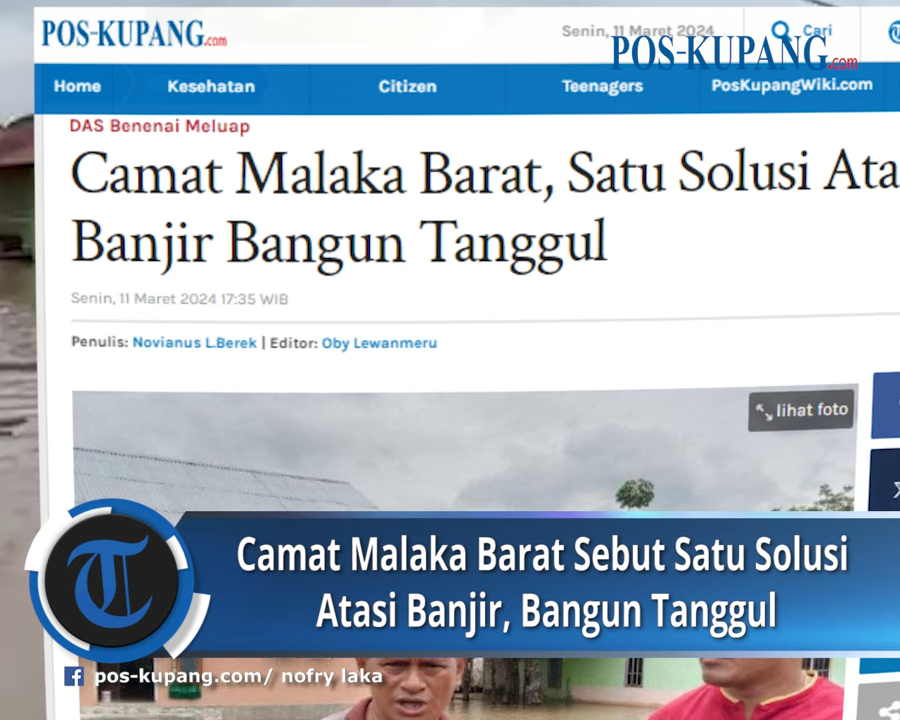 POS-KUPANG.com
Senin, 11 Maret 2024
Cari
POS-KUPANG.com
Home Kesehatan Citizen Teenagers PosKupangWiki.com
DAS Benenai Meluap
Camat Malaka Barat, Satu Solusi Ata
Banjir Bangun Tanggul
Senin, 11 Maret 2024 17:35 WIB
Penulis: Novianus L.Berek | Editor: Oby Lewanmeru
lihat foto
Camat Malaka Barat Sebut Satu Solusi
Atasi Banjir, Bangun Tanggul
pos-kupang.com/ nofry laka